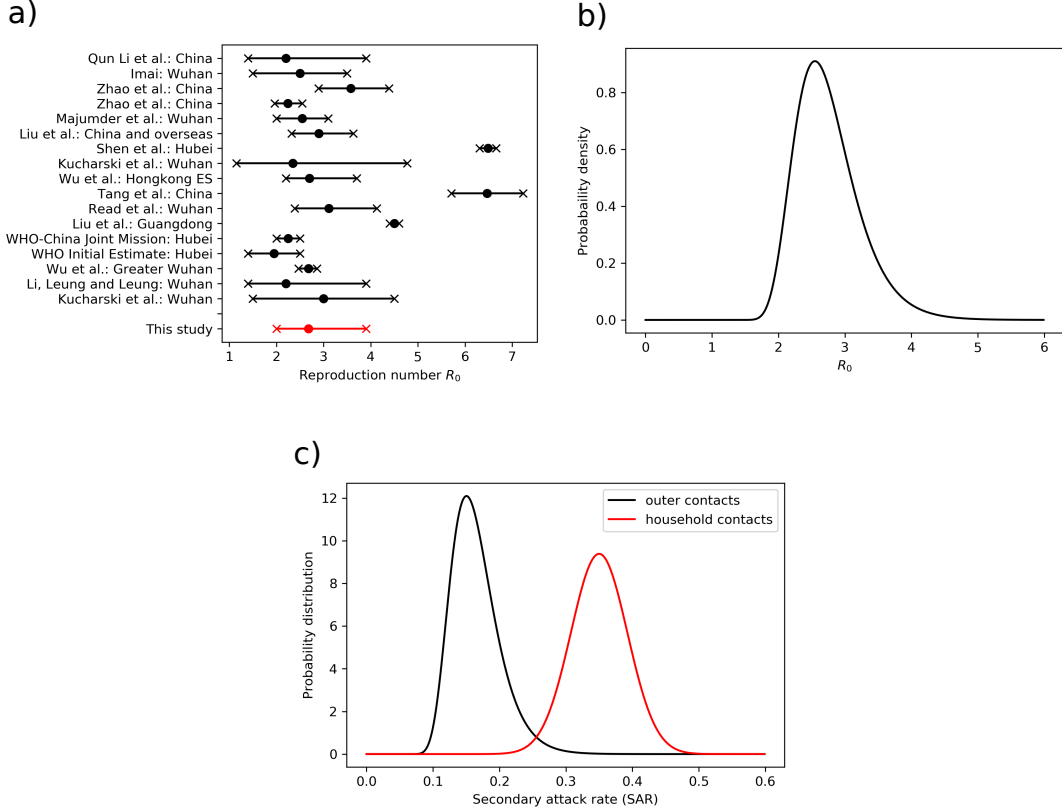 a)
Qun Li et al.: China
Imai: Wuhan
Zhao et al.: China
Zhao et al.: China
Majumder et al.: Wuhan
Liu et al.: China and overseas
Shen et al.: Hubei
Kucharski et al.: Wuhan
Wu et al.: Hongkong ES
Tang et al.: China
Read et al.: Wuhan
Liu et al.: Guangdong
WHO-China Joint Mission: Hubei
WHO Initial Estimate: Hubei
Wu et al.: Greater Wuhan
Li, Leung and Leung: Wuhan
Kucharski et al.: Wuhan
This study
1 2 3 4 5 6 7
Reproduction number R0
b)
Probabaility density
0.8
0.6
0.4
0.2
0.0
0 1 2 3 4 5 6
R0
c)
Probability distribution
12
10
8
6
4
2
0
outer contacts
household contacts
0.0 0.1 0.2 0.3 0.4 0.5 0.6
Secondary attack rate (SAR)